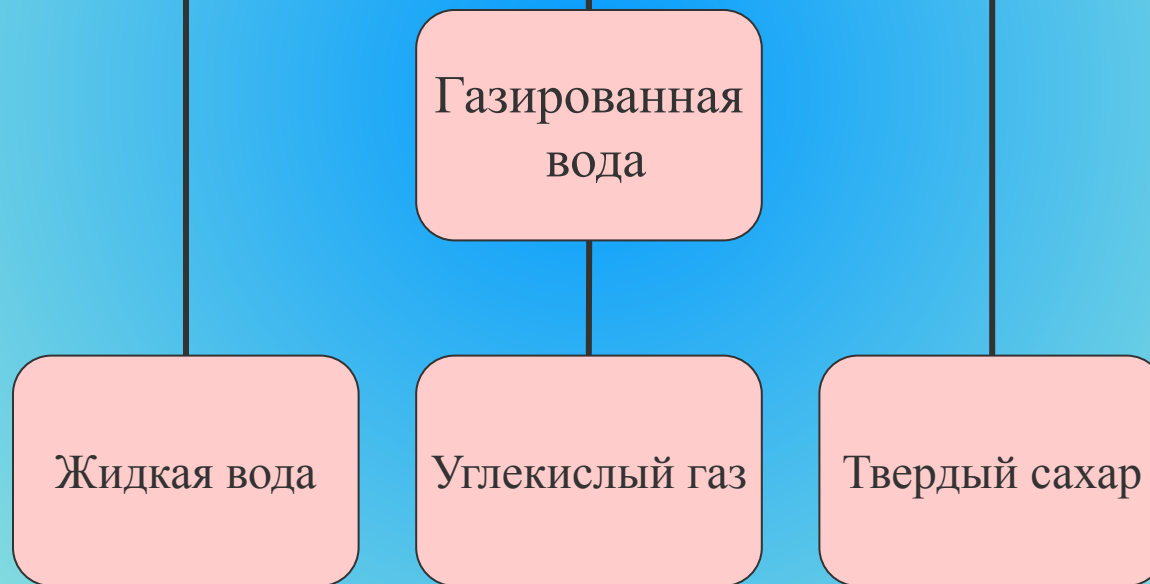 Газированная
вода
Жидкая вода
Углекислый газ
Твердый сахар